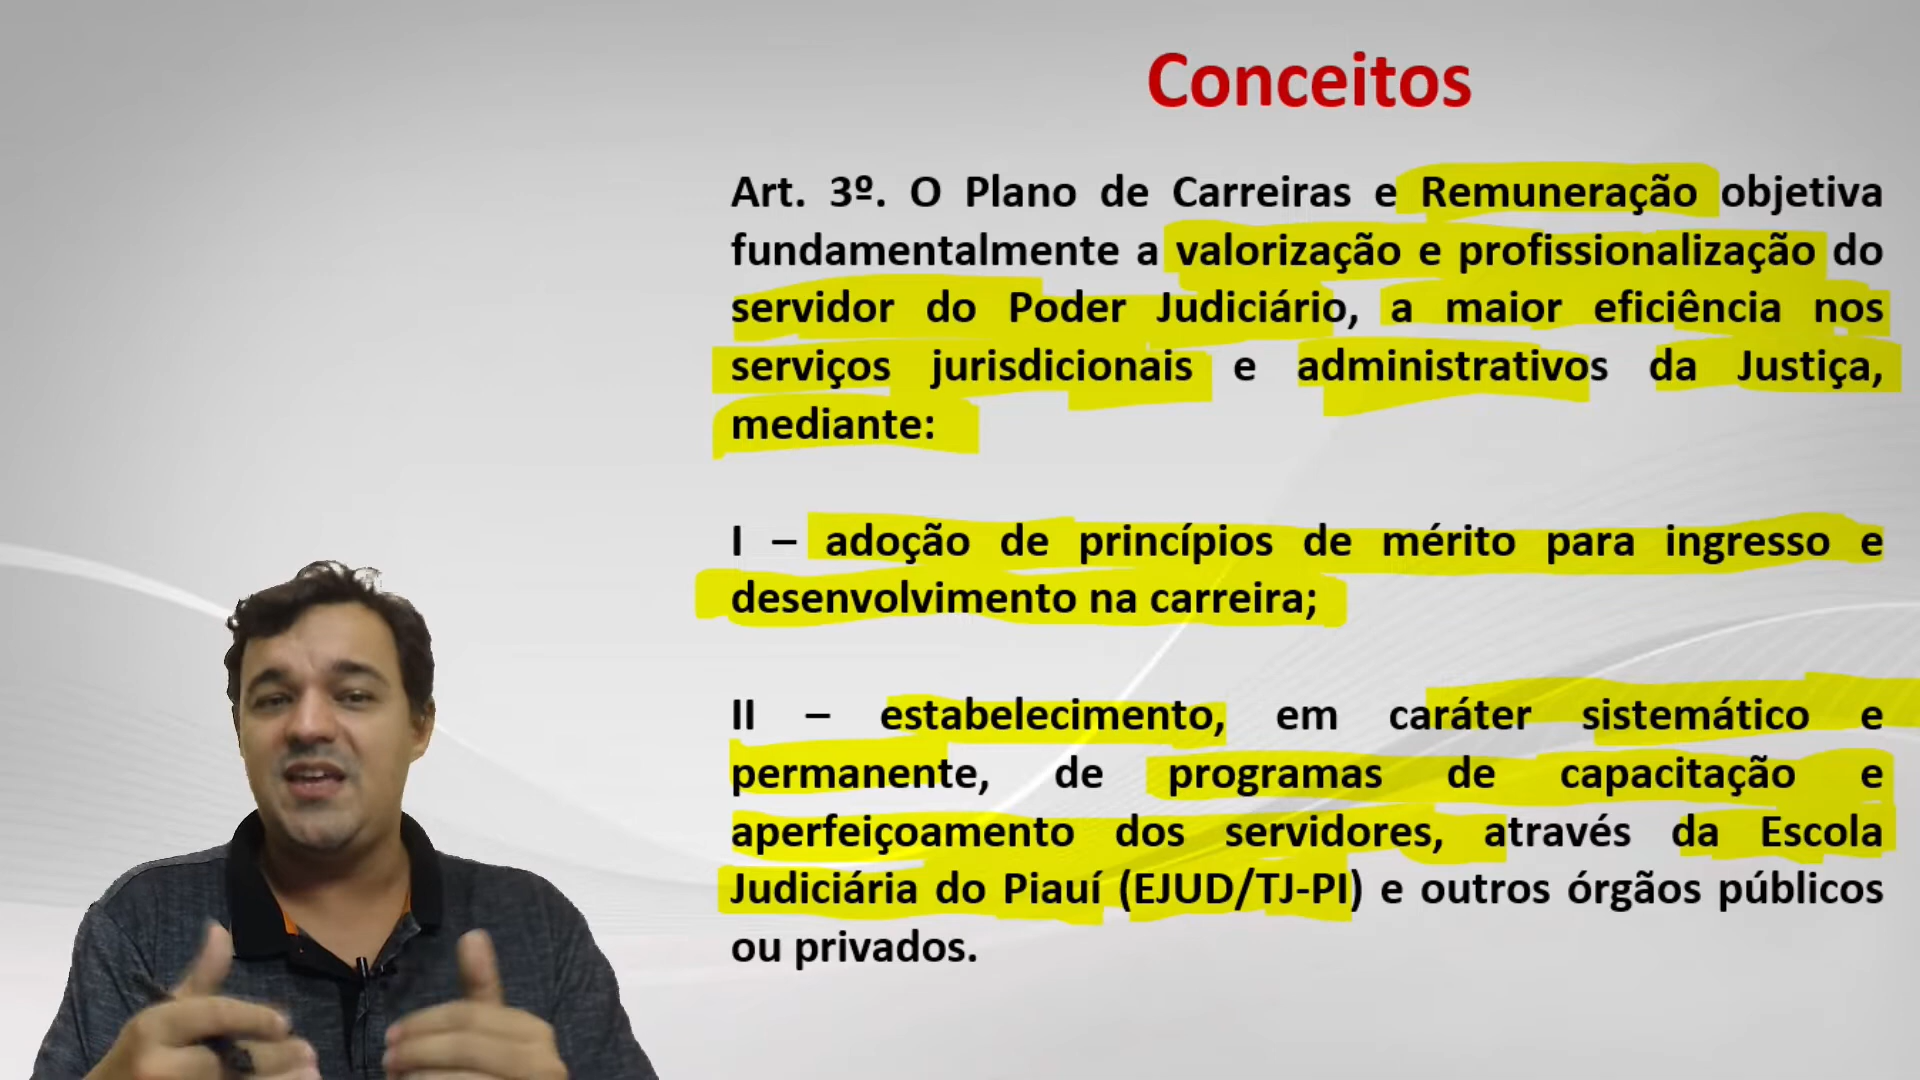 Conceitos
Art. 3º. O Plano de Carreiras e Remuneração objetiva
fundamentalmente a valorização e profissionalização do
servidor do Poder Judiciário, a maior eficiência nos
serviços jurisdicionais e administrativos da Justiça,
mediante:
I – adoção de princípios de mérito para ingresso e
desenvolvimento na carreira;
II – estabelecimento, em caráter sistemático e
permanente, de programas de capacitação e
aperfeiçoamento dos servidores, através da Escola
Judiciária do Piauí (EJUD/TJ-PI) e outros órgãos públicos
ou privados.